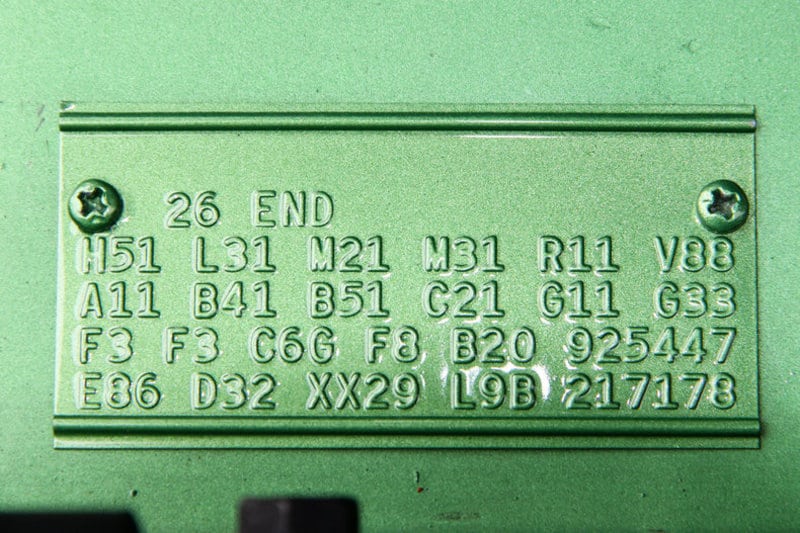 26 END
H51 L31 M21 M31 R11 V88
A11 B41 B51 C21 G11 G33
F3 F3 C6G F8 B20 925447
E86 D32 XX29 L9B 217178